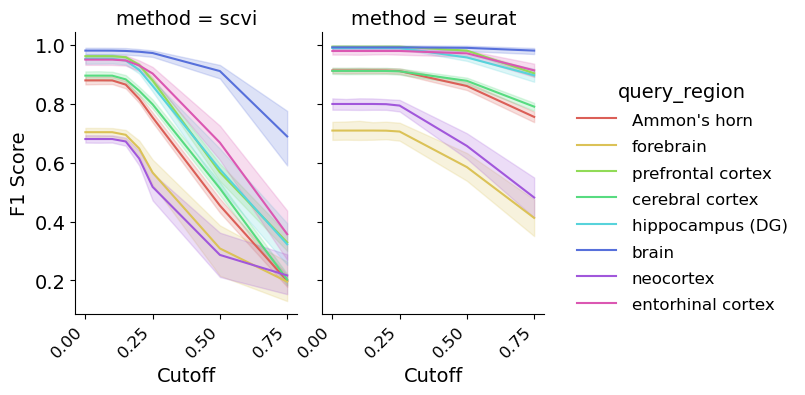 method = scvi
method = seurat
F1 Score
1.0
0.8
0.6
0.4
0.2
0.00
0.25
0.50
0.75
0.00
0.25
0.50
0.75
Cutoff
Cutoff
query_region
Ammon's horn
forebrain
prefrontal cortex
cerebral cortex
hippocampus (DG)
brain
neocortex
entorhinal cortex